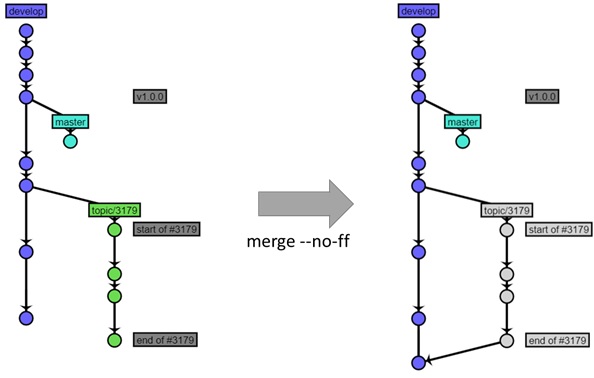 develop
v1.0.0
master
topic/3179
start of #3179
end of #3179
merge --no-ff
develop
v1.0.0
master
topic/3179
start of #3179
end of #3179